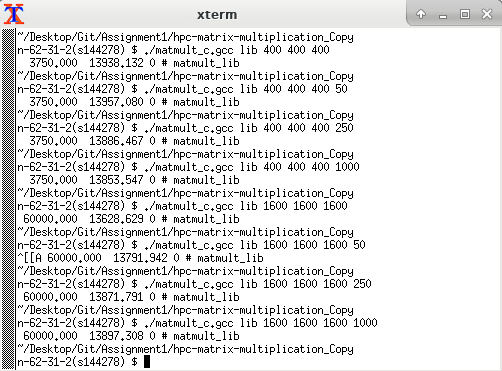 xterm
~/Desktop/Git/Assignment1/hpc-matrix-multiplication_Copy
n-62-31-2(s144278) $ ./matmult_c.gcc lib 400 400 400
  3750.000  13938.132 0 # matmult_lib
~/Desktop/Git/Assignment1/hpc-matrix-multiplication_Copy
n-62-31-2(s144278) $ ./matmult_c.gcc lib 400 400 400 50
  3750.000  13957.080 0 # matmult_lib
~/Desktop/Git/Assignment1/hpc-matrix-multiplication_Copy
n-62-31-2(s144278) $ ./matmult_c.gcc lib 400 400 400 250
  3750.000  13886.467 0 # matmult_lib
~/Desktop/Git/Assignment1/hpc-matrix-multiplication_Copy
n-62-31-2(s144278) $ ./matmult_c.gcc lib 400 400 400 1000
  3750.000  13853.547 0 # matmult_lib
~/Desktop/Git/Assignment1/hpc-matrix-multiplication_Copy
n-62-31-2(s144278) $ ./matmult_c.gcc lib 1600 1600 1600
 60000.000  13628.629 0 # matmult_lib
~/Desktop/Git/Assignment1/hpc-matrix-multiplication_Copy
n-62-31-2(s144278) $ ./matmult_c.gcc lib 1600 1600 1600 50
^[[A 60000.000  13791.942 0 # matmult_lib
~/Desktop/Git/Assignment1/hpc-matrix-multiplication_Copy
n-62-31-2(s144278) $ ./matmult_c.gcc lib 1600 1600 1600 250
 60000.000  13871.791 0 # matmult_lib
~/Desktop/Git/Assignment1/hpc-matrix-multiplication_Copy
n-62-31-2(s144278) $ ./matmult_c.gcc lib 1600 1600 1600 1000
 60000.000  13897.308 0 # matmult_lib
~/Desktop/Git/Assignment1/hpc-matrix-multiplication_Copy
n-62-31-2(s144278) $